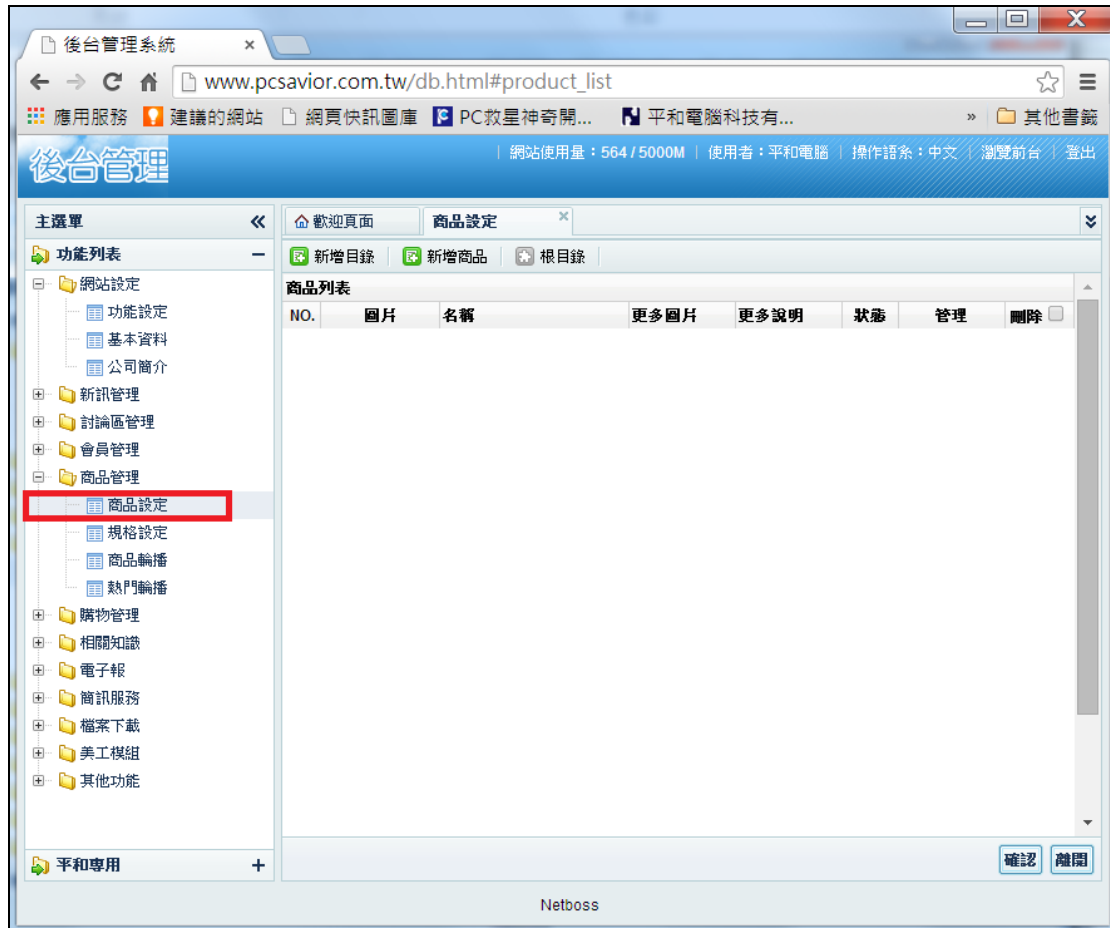 後台管理系統
www.pcsavior.com.tw/db.html#product_list
應用服務 建議的網站 網頁快訊圖庫 PC救星神奇開... 平和電腦科技有... » 其他書籤
後台管理
| 網站使用量：564 / 5000M | 使用者：平和電腦 | 操作語系：中文 | 瀏覽前台 | 登出
主選單
歡迎頁面 商品設定
功能列表
新增目錄 新增商品 根目錄
網站設定
商品列表
功能設定
NO. 圖片 名稱 更多圖片 更多說明 狀態 管理 刪除
基本資料
公司簡介
新訊管理
討論區管理
會員管理
商品管理
商品設定
規格設定
商品輪播
熱門輪播
購物管理
相關知識
電子報
簡訊服務
檔案下載
美工模組
其他功能
平和專用
確認 離開
Netboss